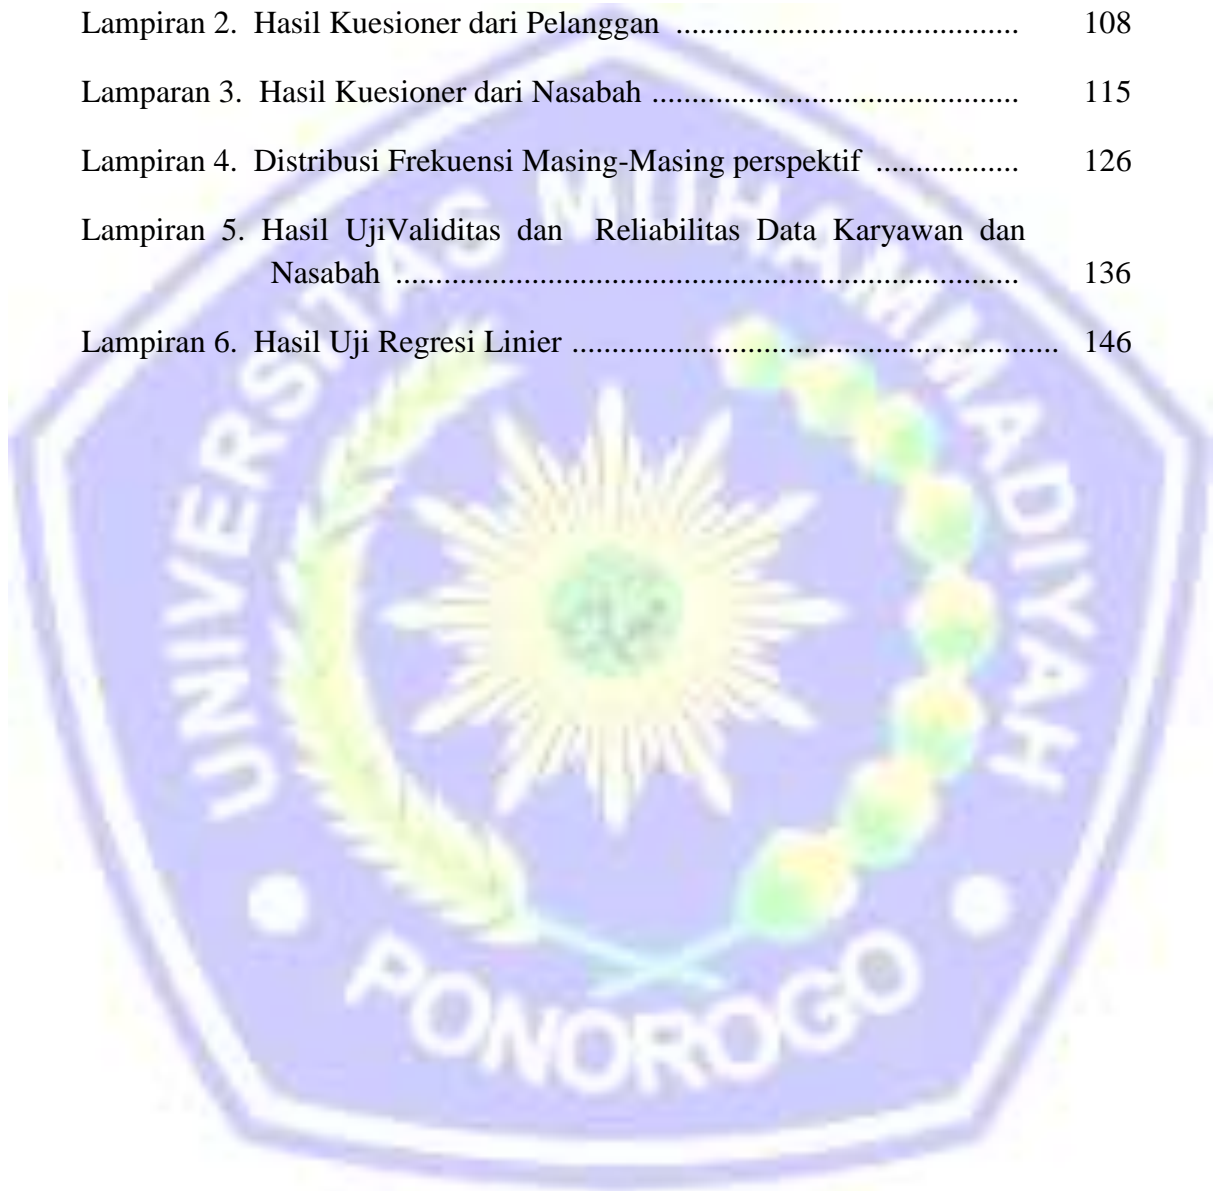 Lampiran 2.  Hasil Kuesioner dari Pelanggan ........................................... 108
Lamparan 3.  Hasil Kuesioner dari Nasabah .............................................. 115
Lampiran 4.  Distribusi Frekuensi Masing-Masing perspektif .................. 126
Lampiran 5. Hasil UjiValiditas dan Reliabilitas Data Karyawan dan
Nasabah ............................................................................... 136
Lampiran 6.  Hasil Uji Regresi Linier .............................................................. 146
UNIVERSITAS MUHAMMADIYAH
PONOROGO